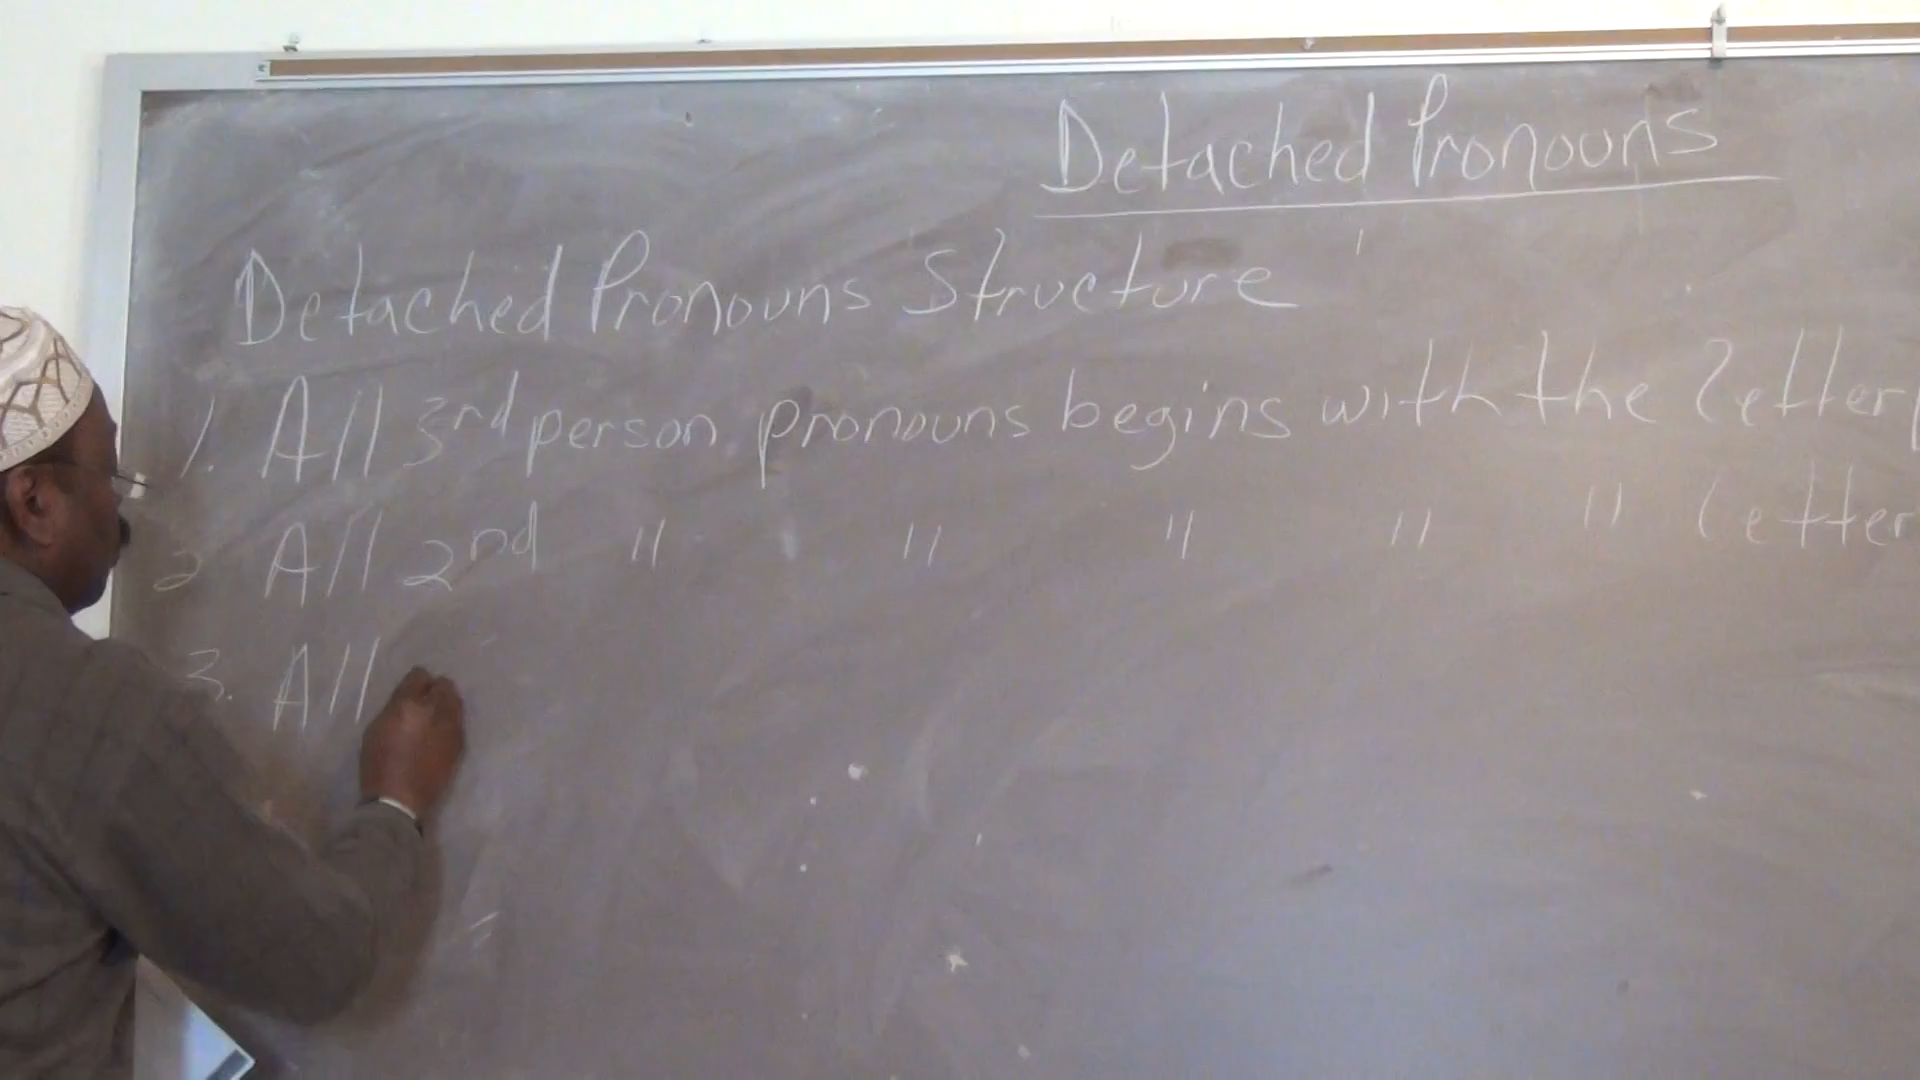 Detached Pronouns
Detached Pronouns Structure
1. All 3rd person pronouns begins with the letter
2 All 2nd " " " " " letter
3. All